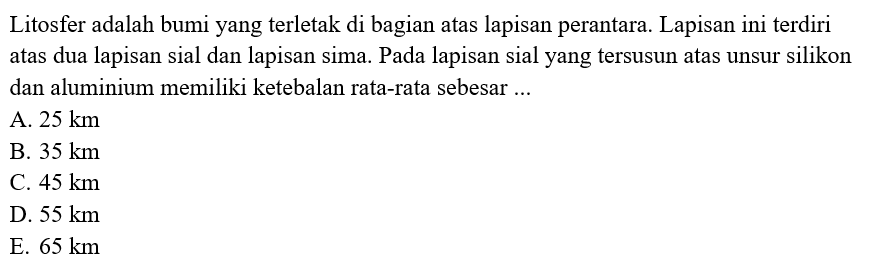 Litosfer adalah bumi yang terletak di bagian atas lapisan perantara. Lapisan ini terdiri
atas dua lapisan sial dan lapisan sima. Pada lapisan sial yang tersusun atas unsur silikon
dan aluminium memiliki ketebalan rata-rata sebesar ...
A. 25 km
B. 35 km
C. 45 km
D. 55 km
E. 65 km